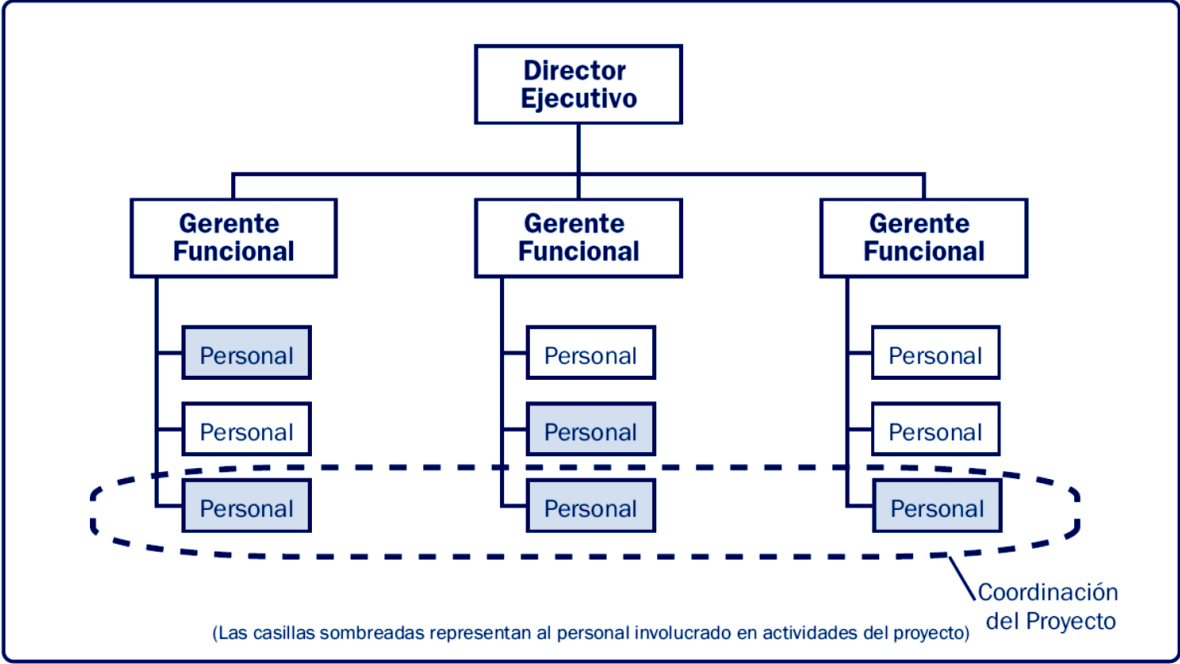 Director
Ejecutivo
Gerente
Funcional
Gerente
Funcional
Gerente
Funcional
Personal
Personal
Personal
Personal
Personal
Personal
Personal
Personal
Personal
Coordinación
del Proyecto
(Las casillas sombreadas representan al personal involucrado en actividades del proyecto)